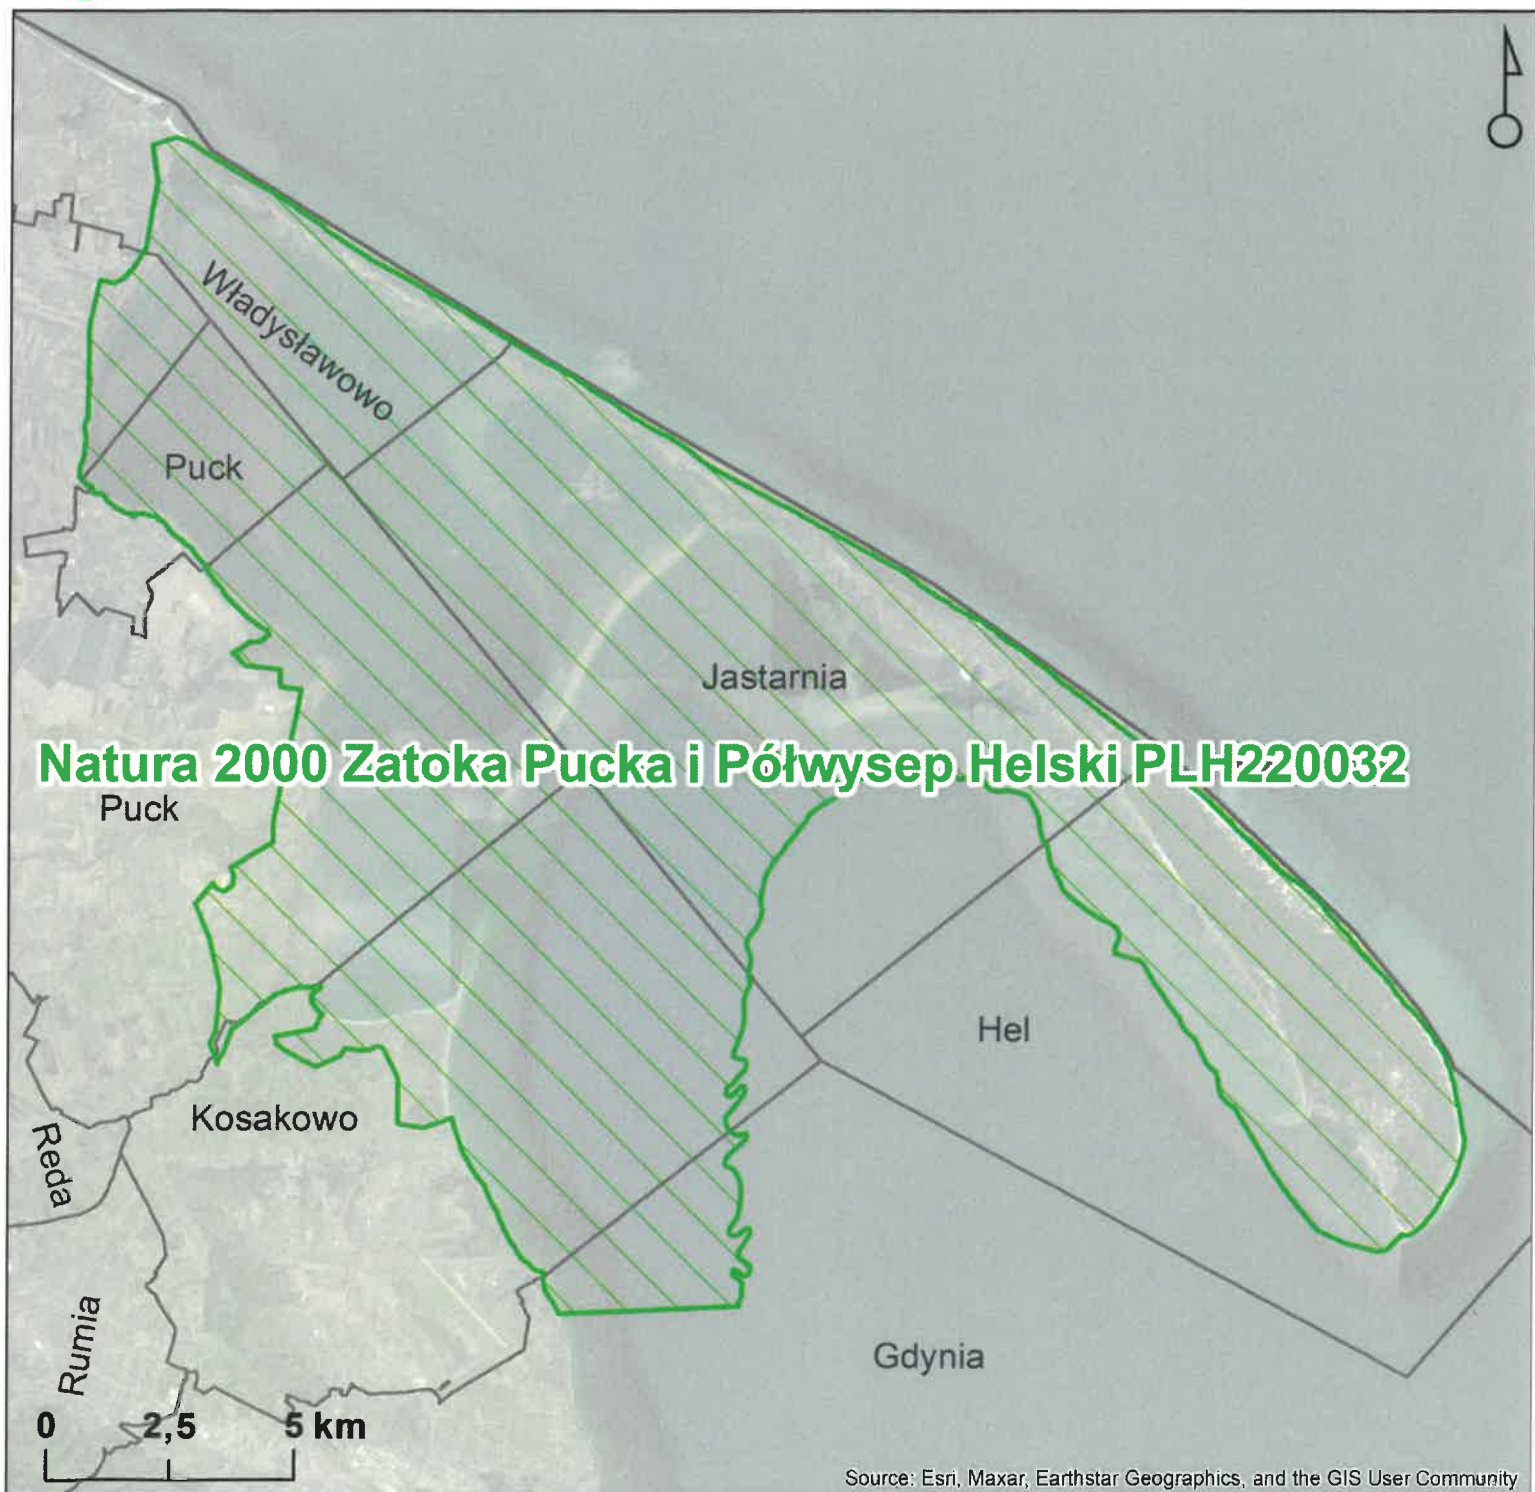 Władysławowo
Puck
Jastarnia
Natura 2000 Zatoka Pucka i Półwysep Helski PLH220032
Puck
Hel
Kosakowo
Reda
Rumia
Gdynia
0 2,5 5 km
Source: Esri, Maxar, Earthstar Geographics, and the GIS User Community